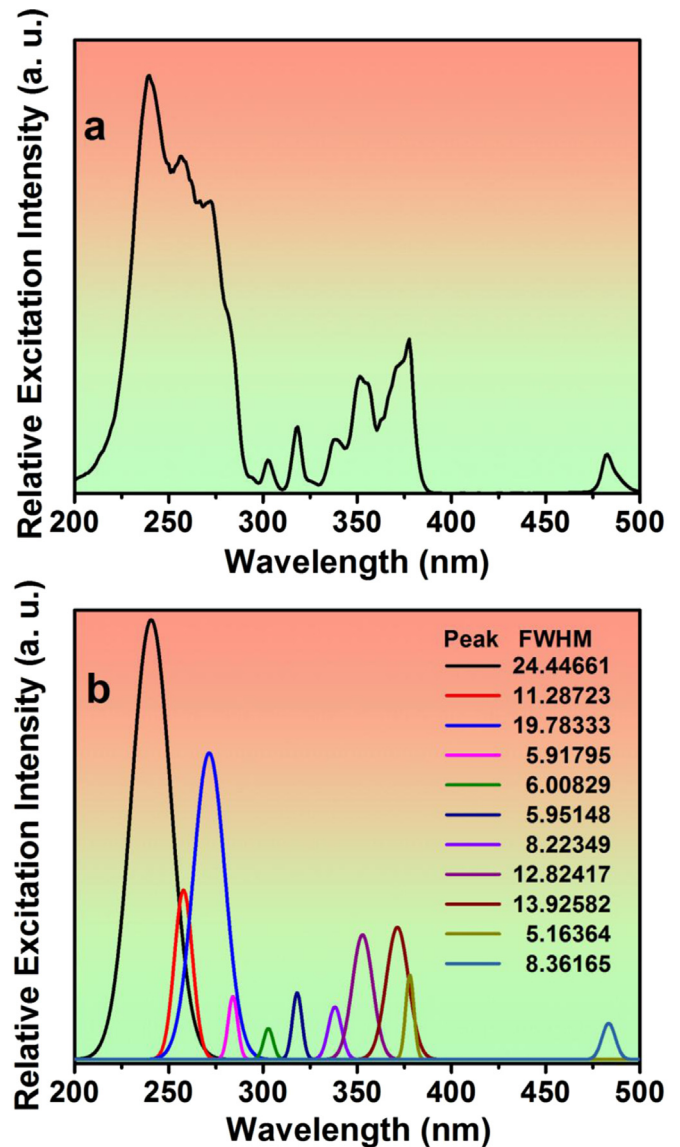 Relative Excitation Intensity (a. u.)
a
200 250 300 350 400 450 500
Wavelength (nm)
Relative Excitation Intensity (a. u.)
b
Peak FWHM
24.44661
11.28723
19.78333
5.91795
6.00829
5.95148
8.22349
12.82417
13.92582
5.16364
8.36165
200 250 300 350 400 450 500
Wavelength (nm)